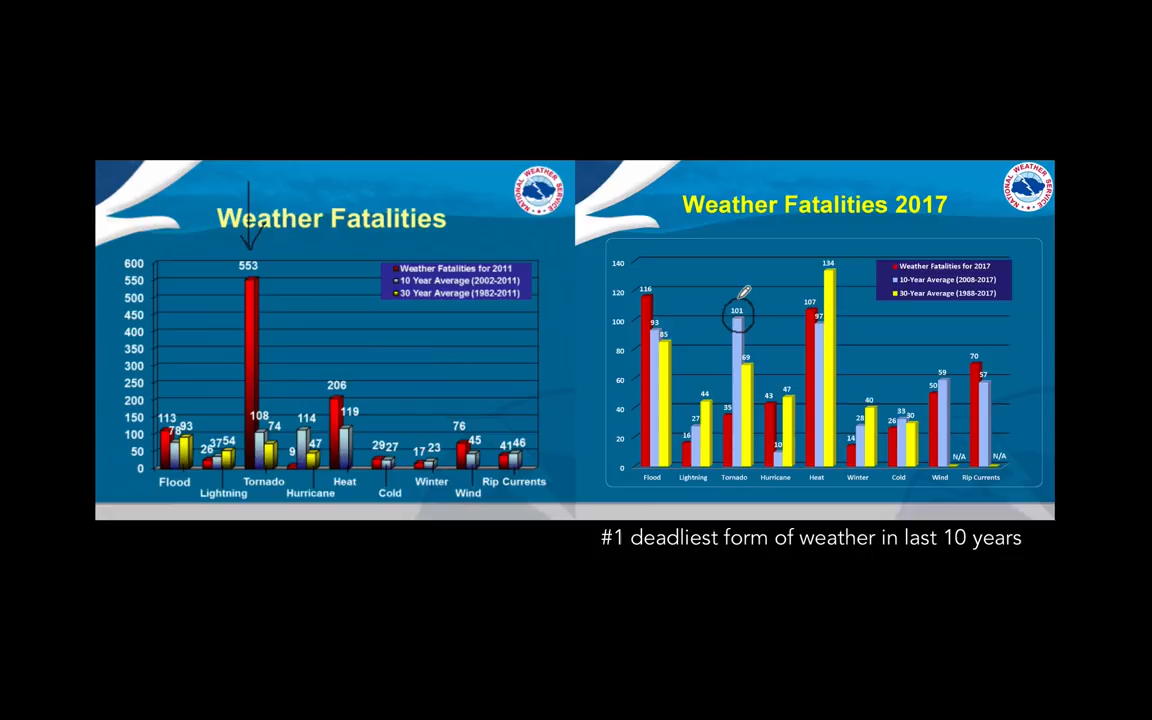 NATIONAL WEATHER SERVICE
Weather Fatalities
600
550
500
450
400
350
300
250
200
150
100
50
0
Weather Fatalities for 2011
10 Year Average (2002-2011)
30 Year Average (1982-2011)
113
78
93
26
37
54
553
108
74
9
114
47
206
119
29
27
17
23
76
45
41
46
Flood
Lightning
Tornado
Hurricane
Heat
Cold
Winter
Wind
Rip Currents
NATIONAL WEATHER SERVICE
Weather Fatalities 2017
140
120
100
80
60
40
20
0
Weather Fatalities for 2017
10-Year Average (2008-2017)
30-Year Average (1988-2017)
116
93
85
16
27
44
35
101
69
43
10
47
107
97
134
14
28
40
26
33
30
50
59
N/A
70
57
N/A
Flood
Lightning
Tornado
Hurricane
Heat
Winter
Cold
Wind
Rip Currents
#1 deadliest form of weather in last 10 years